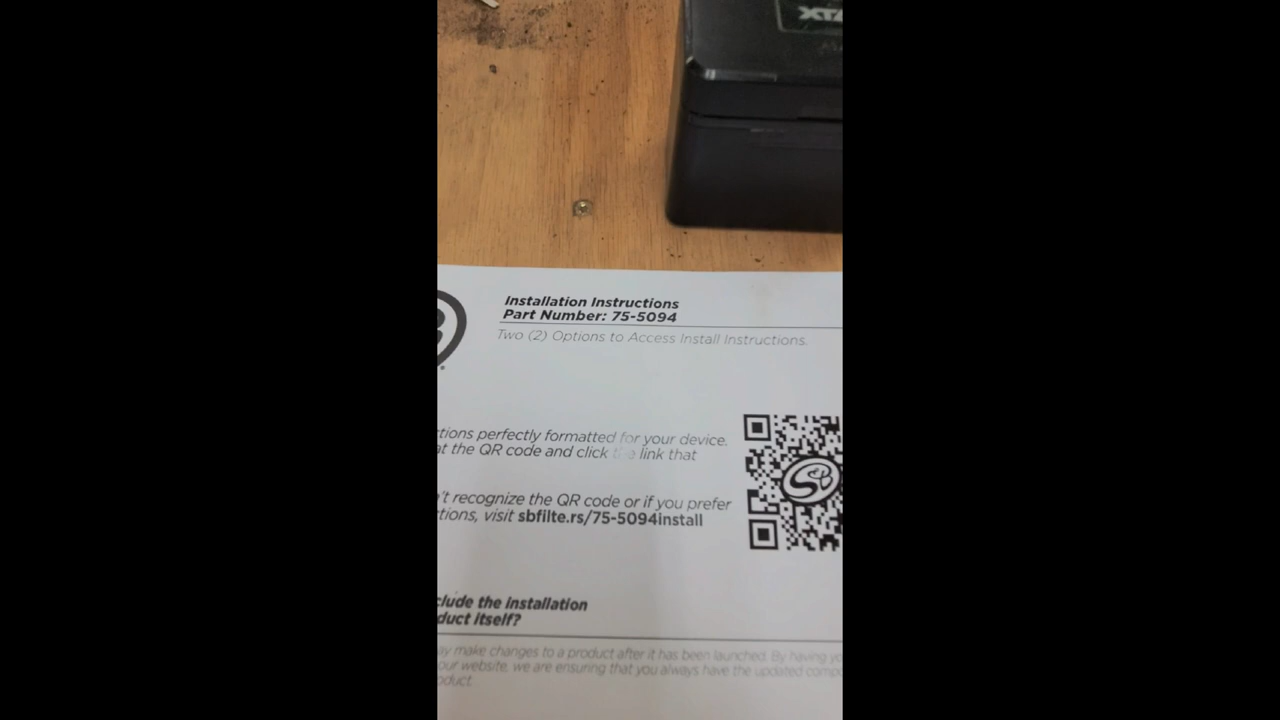 XTA
Installation Instructions
Part Number: 75-5094
Two (2) Options to Access Install Instructions.
tions perfectly formatted for your device.
at the QR code and click the link that
S&B
't recognize the QR code or if you prefer
tions, visit sbfilte.rs/75-5094install
clude the installation
duct itself?
ay make changes to a product after it has been launched. By having yo
our website, we are ensuring that you always have the updated comp
oduct.